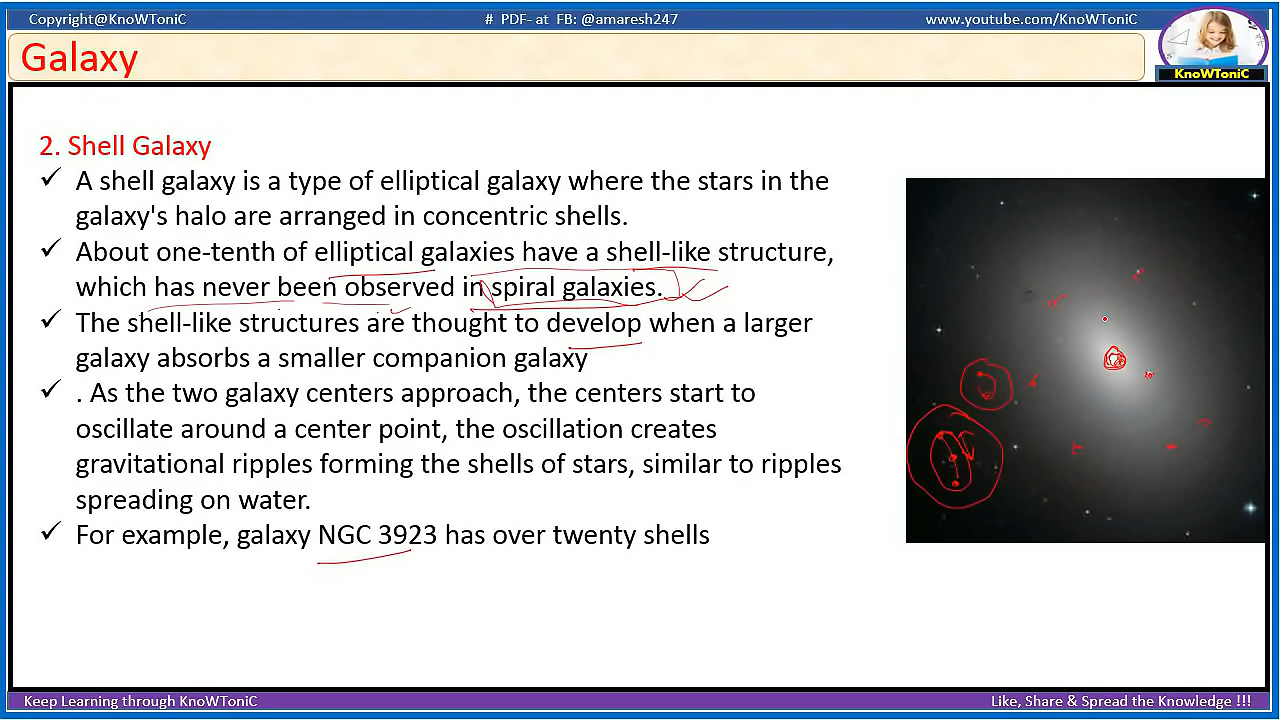 Copyright@KnoWToniC
# PDF- at FB: @amaresh247
www.youtube.com/KnoWToniC
Galaxy
KnoWToniC
2. Shell Galaxy
✓ A shell galaxy is a type of elliptical galaxy where the stars in the
galaxy's halo are arranged in concentric shells.
✓ About one-tenth of elliptical galaxies have a shell-like structure,
which has never been observed in spiral galaxies.
✓ The shell-like structures are thought to develop when a larger
galaxy absorbs a smaller companion galaxy
✓ . As the two galaxy centers approach, the centers start to
oscillate around a center point, the oscillation creates
gravitational ripples forming the shells of stars, similar to ripples
spreading on water.
✓ For example, galaxy NGC 3923 has over twenty shells
Keep Learning through KnoWToniC
Like, Share & Spread the Knowledge !!!